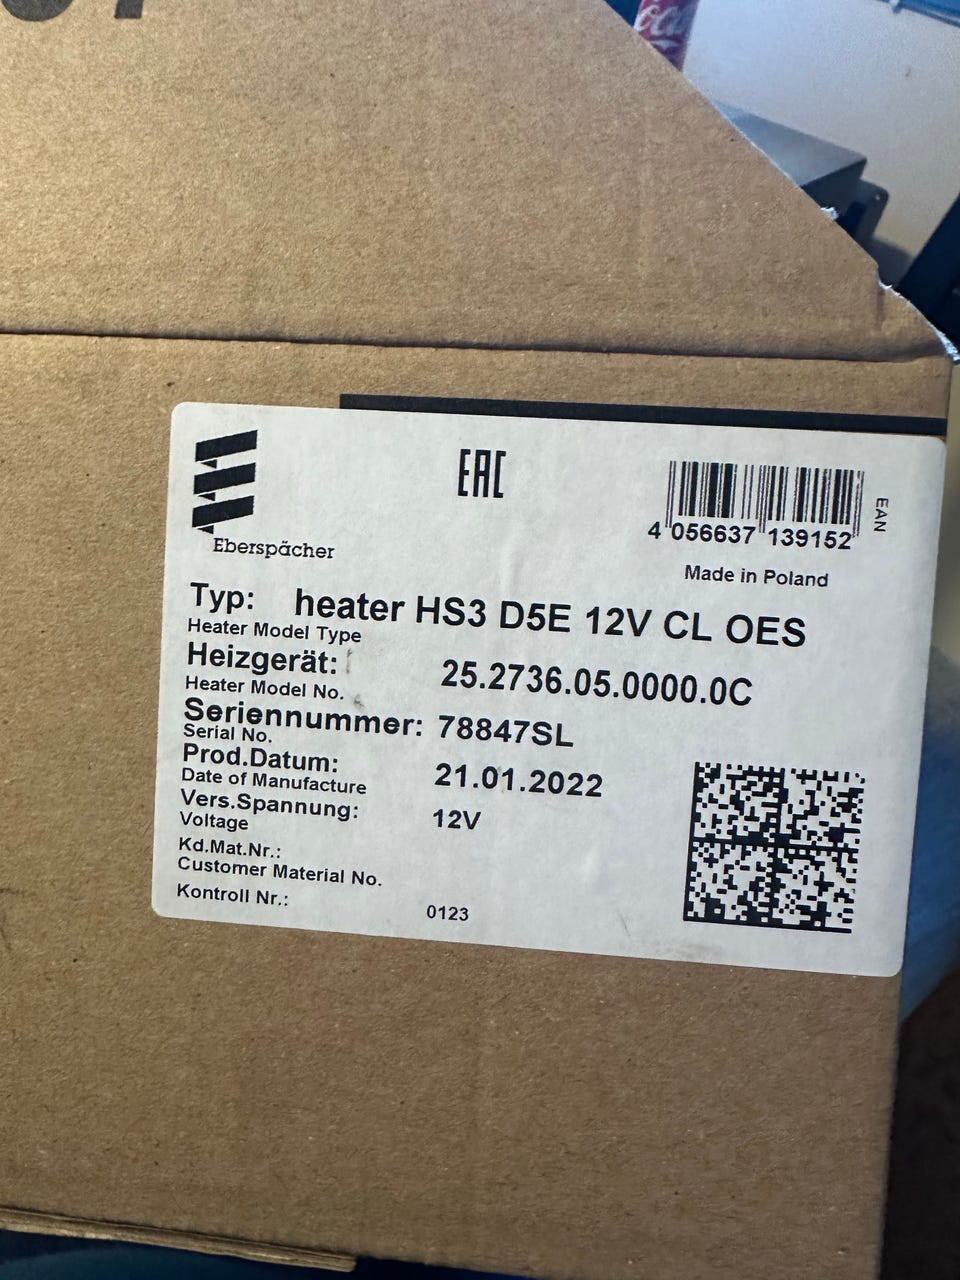 Coca
Eberspächer
EAC
4 056637 139152
EAN
Made in Poland
Typ: heater HS3 D5E 12V CL OES
Heater Model Type
Heizgerät: 25.2736.05.0000.0C
Heater Model No.
Seriennummer: 78847SL
Serial No.
Prod.Datum: 21.01.2022
Date of Manufacture
Vers.Spannung: 12V
Voltage
Kd.Mat.Nr.:
Customer Material No.
Kontroll Nr.: 0123